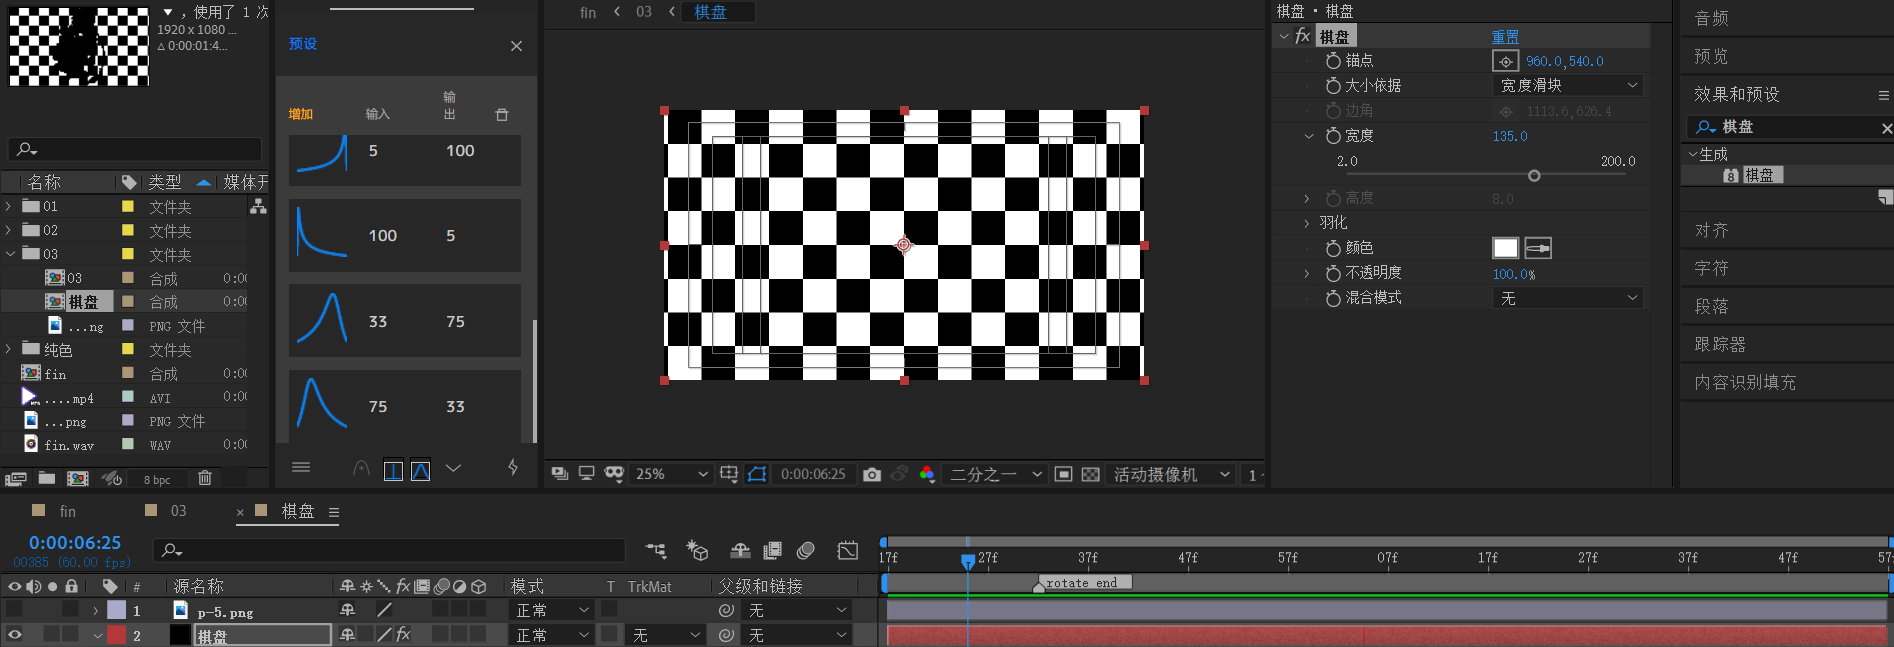 ，使用了 1 次
1920 x 1080 ...
△ 0:00:01:4...
名称 类型 媒体开
01 文件夹
02 文件夹
03 文件夹
03 合成 0:00
棋盘 合成 0:00
...ng PNG 文件
纯色 文件夹
fin 合成 0:00
....mp4 AVI 0:00
...png PNG 文件
fin.wav WAV 0:00
8 bpc
预设
增加 输入 输出
5 100
100 5
33 75
75 33
fin 03 棋盘
25% 0:00:06:25 二分之一 活动摄像机 1
棋盘 · 棋盘
fx 棋盘 重置
锚点 960.0,540.0
大小依据 宽度滑块
边角 1113.6,626.4
宽度 135.0
2.0 200.0
高度 8.0
羽化
颜色
不透明度 100.0%
混合模式 无
音频
预览
效果和预设
棋盘
生成
8 棋盘
对齐
字符
段落
跟踪器
内容识别填充
fin 03 × 棋盘
0:00:06:25
00385 (60.00 fps)
17f 27f 37f 47f 57f 07f 17f 27f 37f 47f 57
# 源名称 fx 模式 T TrkMat 父级和链接
rotate end
1 p-5.png 正常 无
2 棋盘 fx 正常 无 无